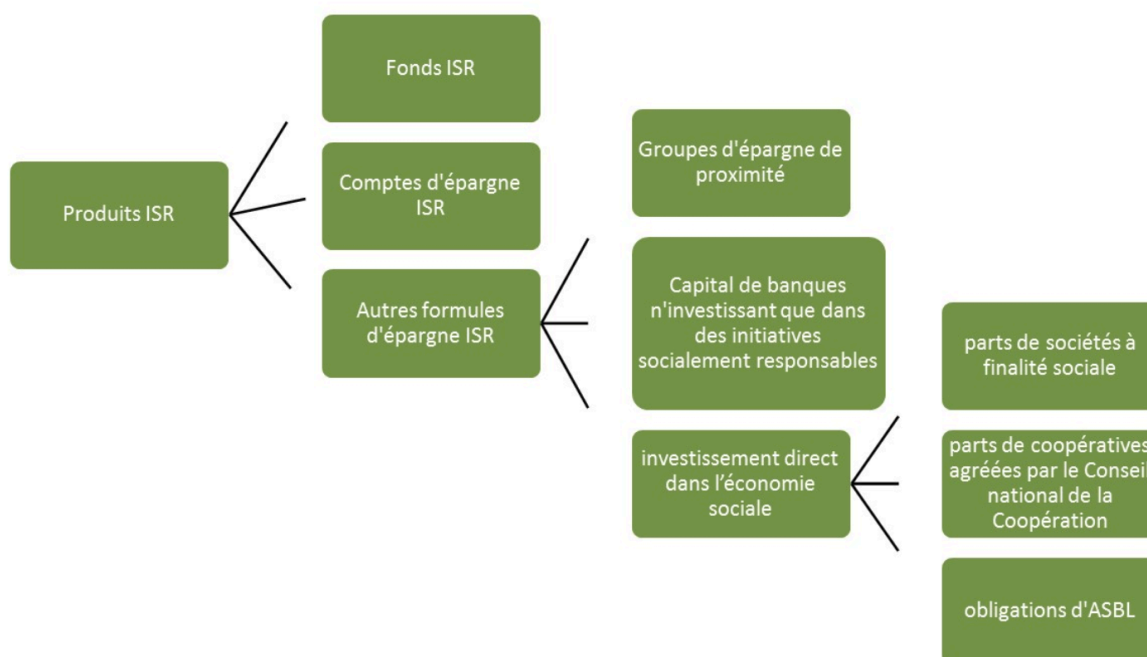 Produits ISR
Fonds ISR
Comptes d'épargne
ISR
Autres formules
d'épargne ISR
Groupes d'épargne de
proximité
Capital de banques
n'investissant que dans
des initiatives
socialement responsables
investissement direct
dans l’économie
sociale
parts de sociétés à
finalité sociale
parts de coopératives
agréées par le Conseil
national de la
Coopération
obligations d'ASBL